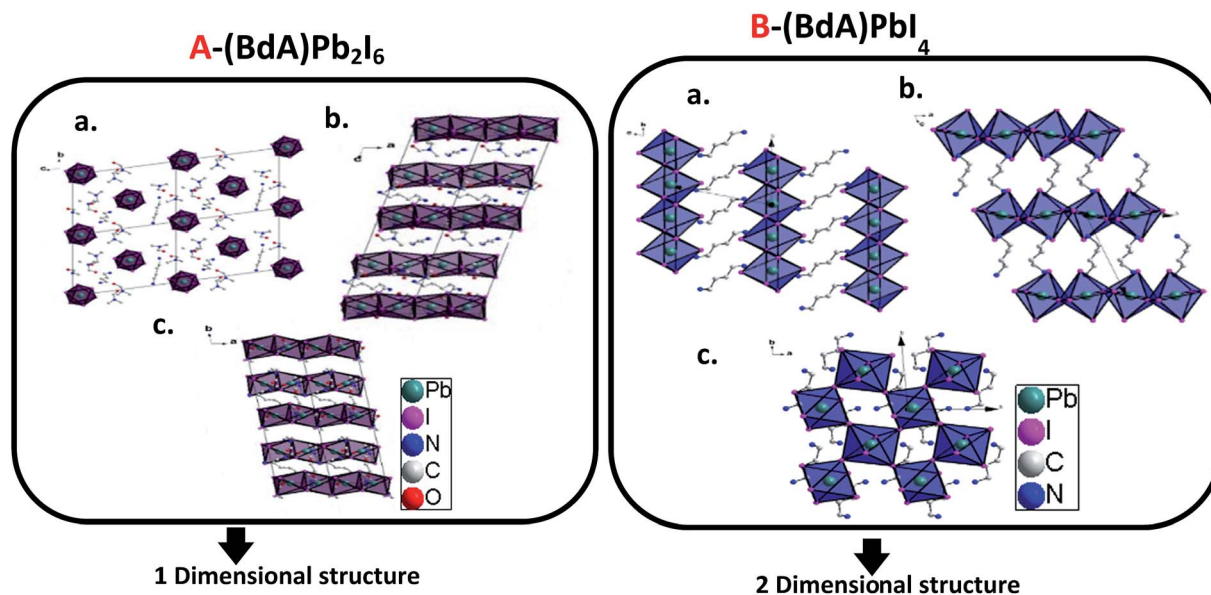 A-(BdA)Pb₂I₆
B-(BdA)PbI₄
a.
b.
c.
b
c
a
c
b
a
Pb
I
N
C
O
a.
b.
c.
b
a
Pb
I
C
N
1 Dimensional structure
2 Dimensional structure